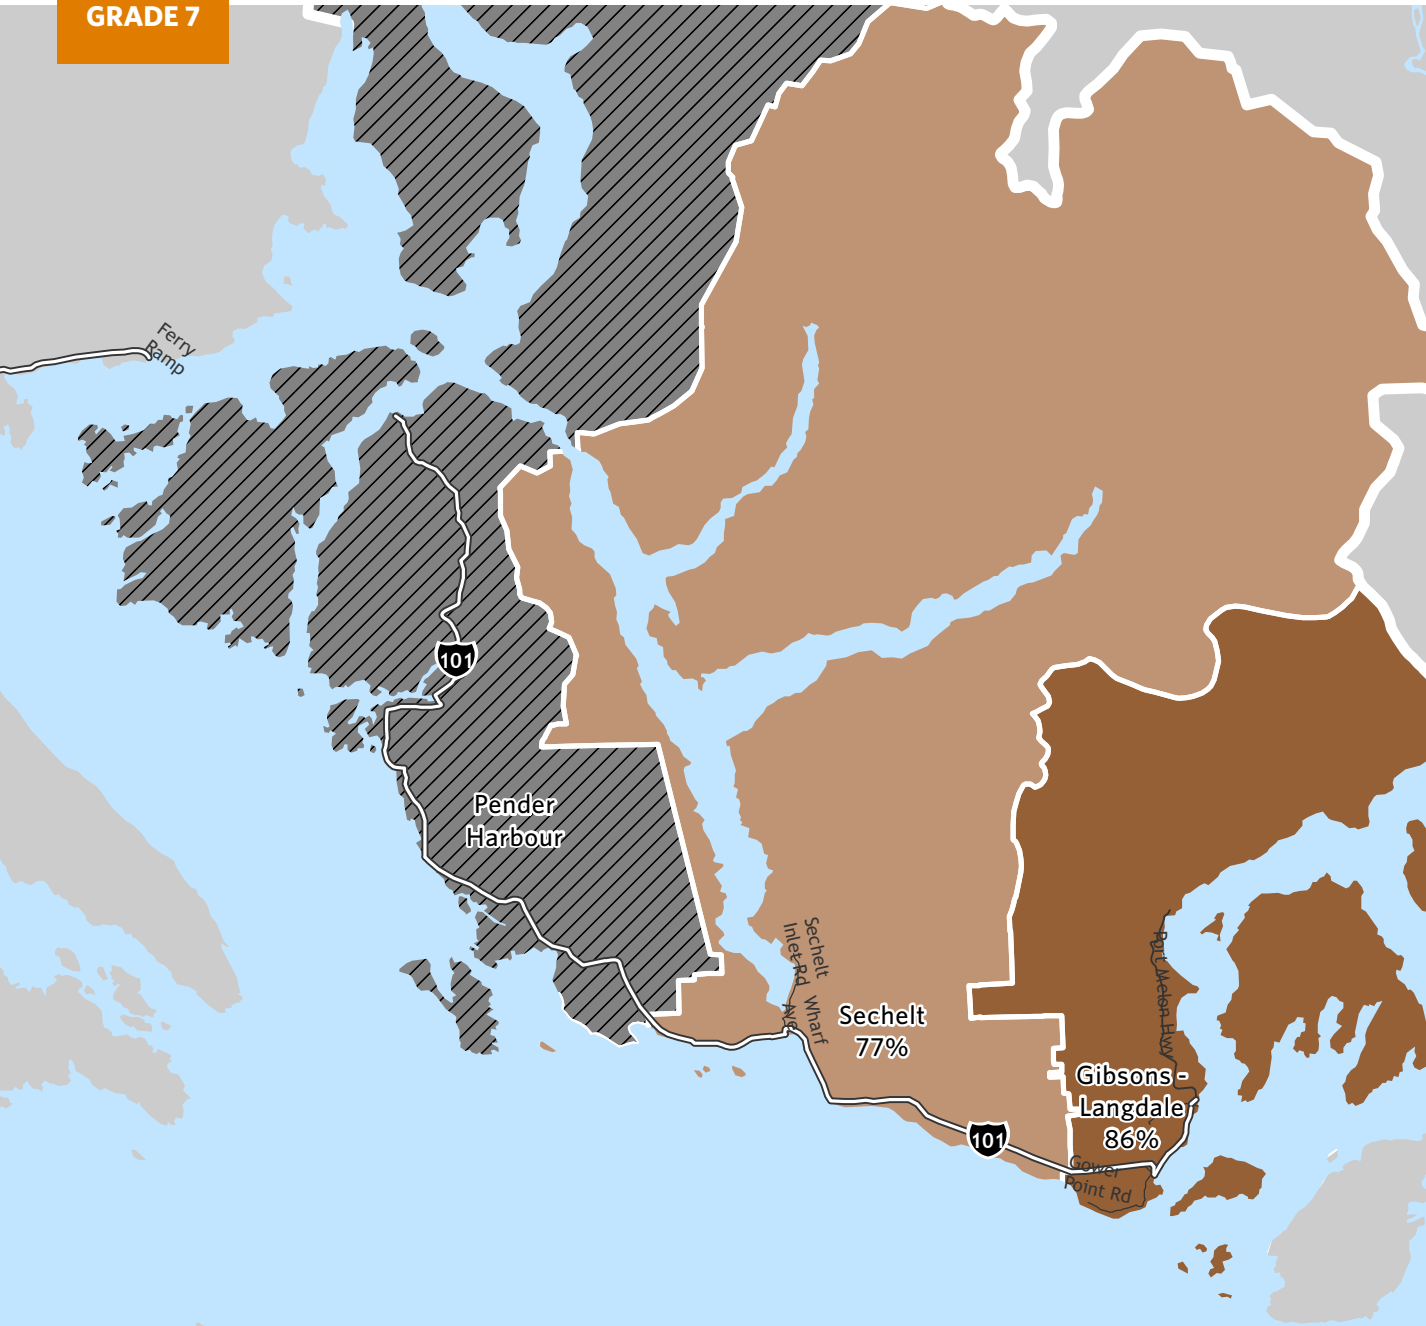 GRADE 7
Ferry
Ramp
101
Pender
Harbour
Sechelt
Inlet Rd
Wharf
Ave
Sechelt
77%
Port Melon Hwy
Gibsons -
Langdale
86%
101
Gower
Point Rd